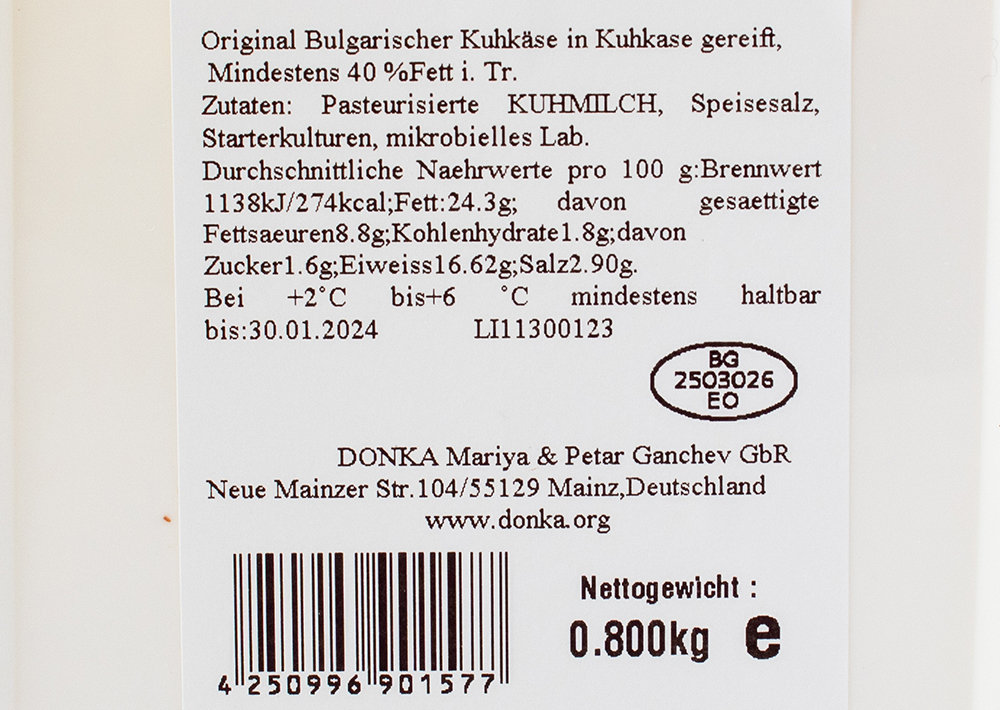 Original Bulgarischer Kuhkäse in Kuhkase gereift,
Mindestens 40 %Fett i. Tr.
Zutaten: Pasteurisierte KUHMILCH, Speisesalz,
Starterkulturen, mikrobielles Lab.
Durchschnittliche Naehrwerte pro 100 g:Brennwert
1138kJ/274kcal;Fett:24.3g; davon gesaettigte
Fettsaeuren8.8g;Kohlenhydrate1.8g;davon
Zucker1.6g;Eiweiss16.62g;Salz2.90g.
Bei +2°C bis+6 °C mindestens haltbar
bis:30.01.2024 LI11300123
BG
2503026
EO
DONKA Mariya & Petar Ganchev GbR
Neue Mainzer Str.104/55129 Mainz,Deutschland
www.donka.org
Nettogewicht :
0.800kg e
4 250996 901577